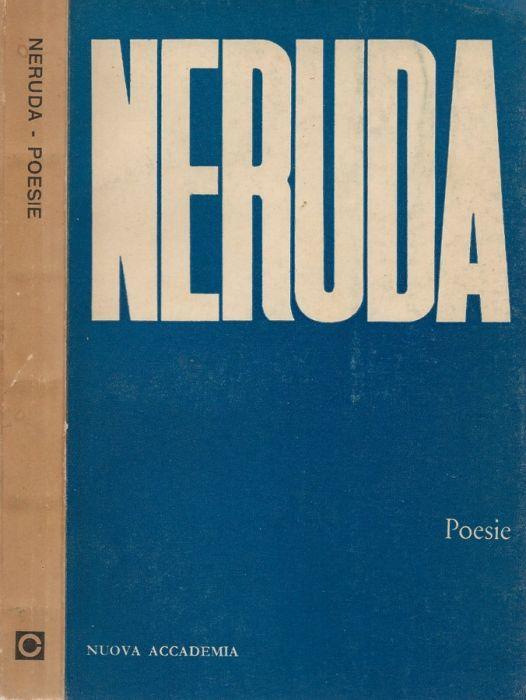 NERUDA - POESIE
NERUDA
Poesie
NUOVA ACCADEMIA